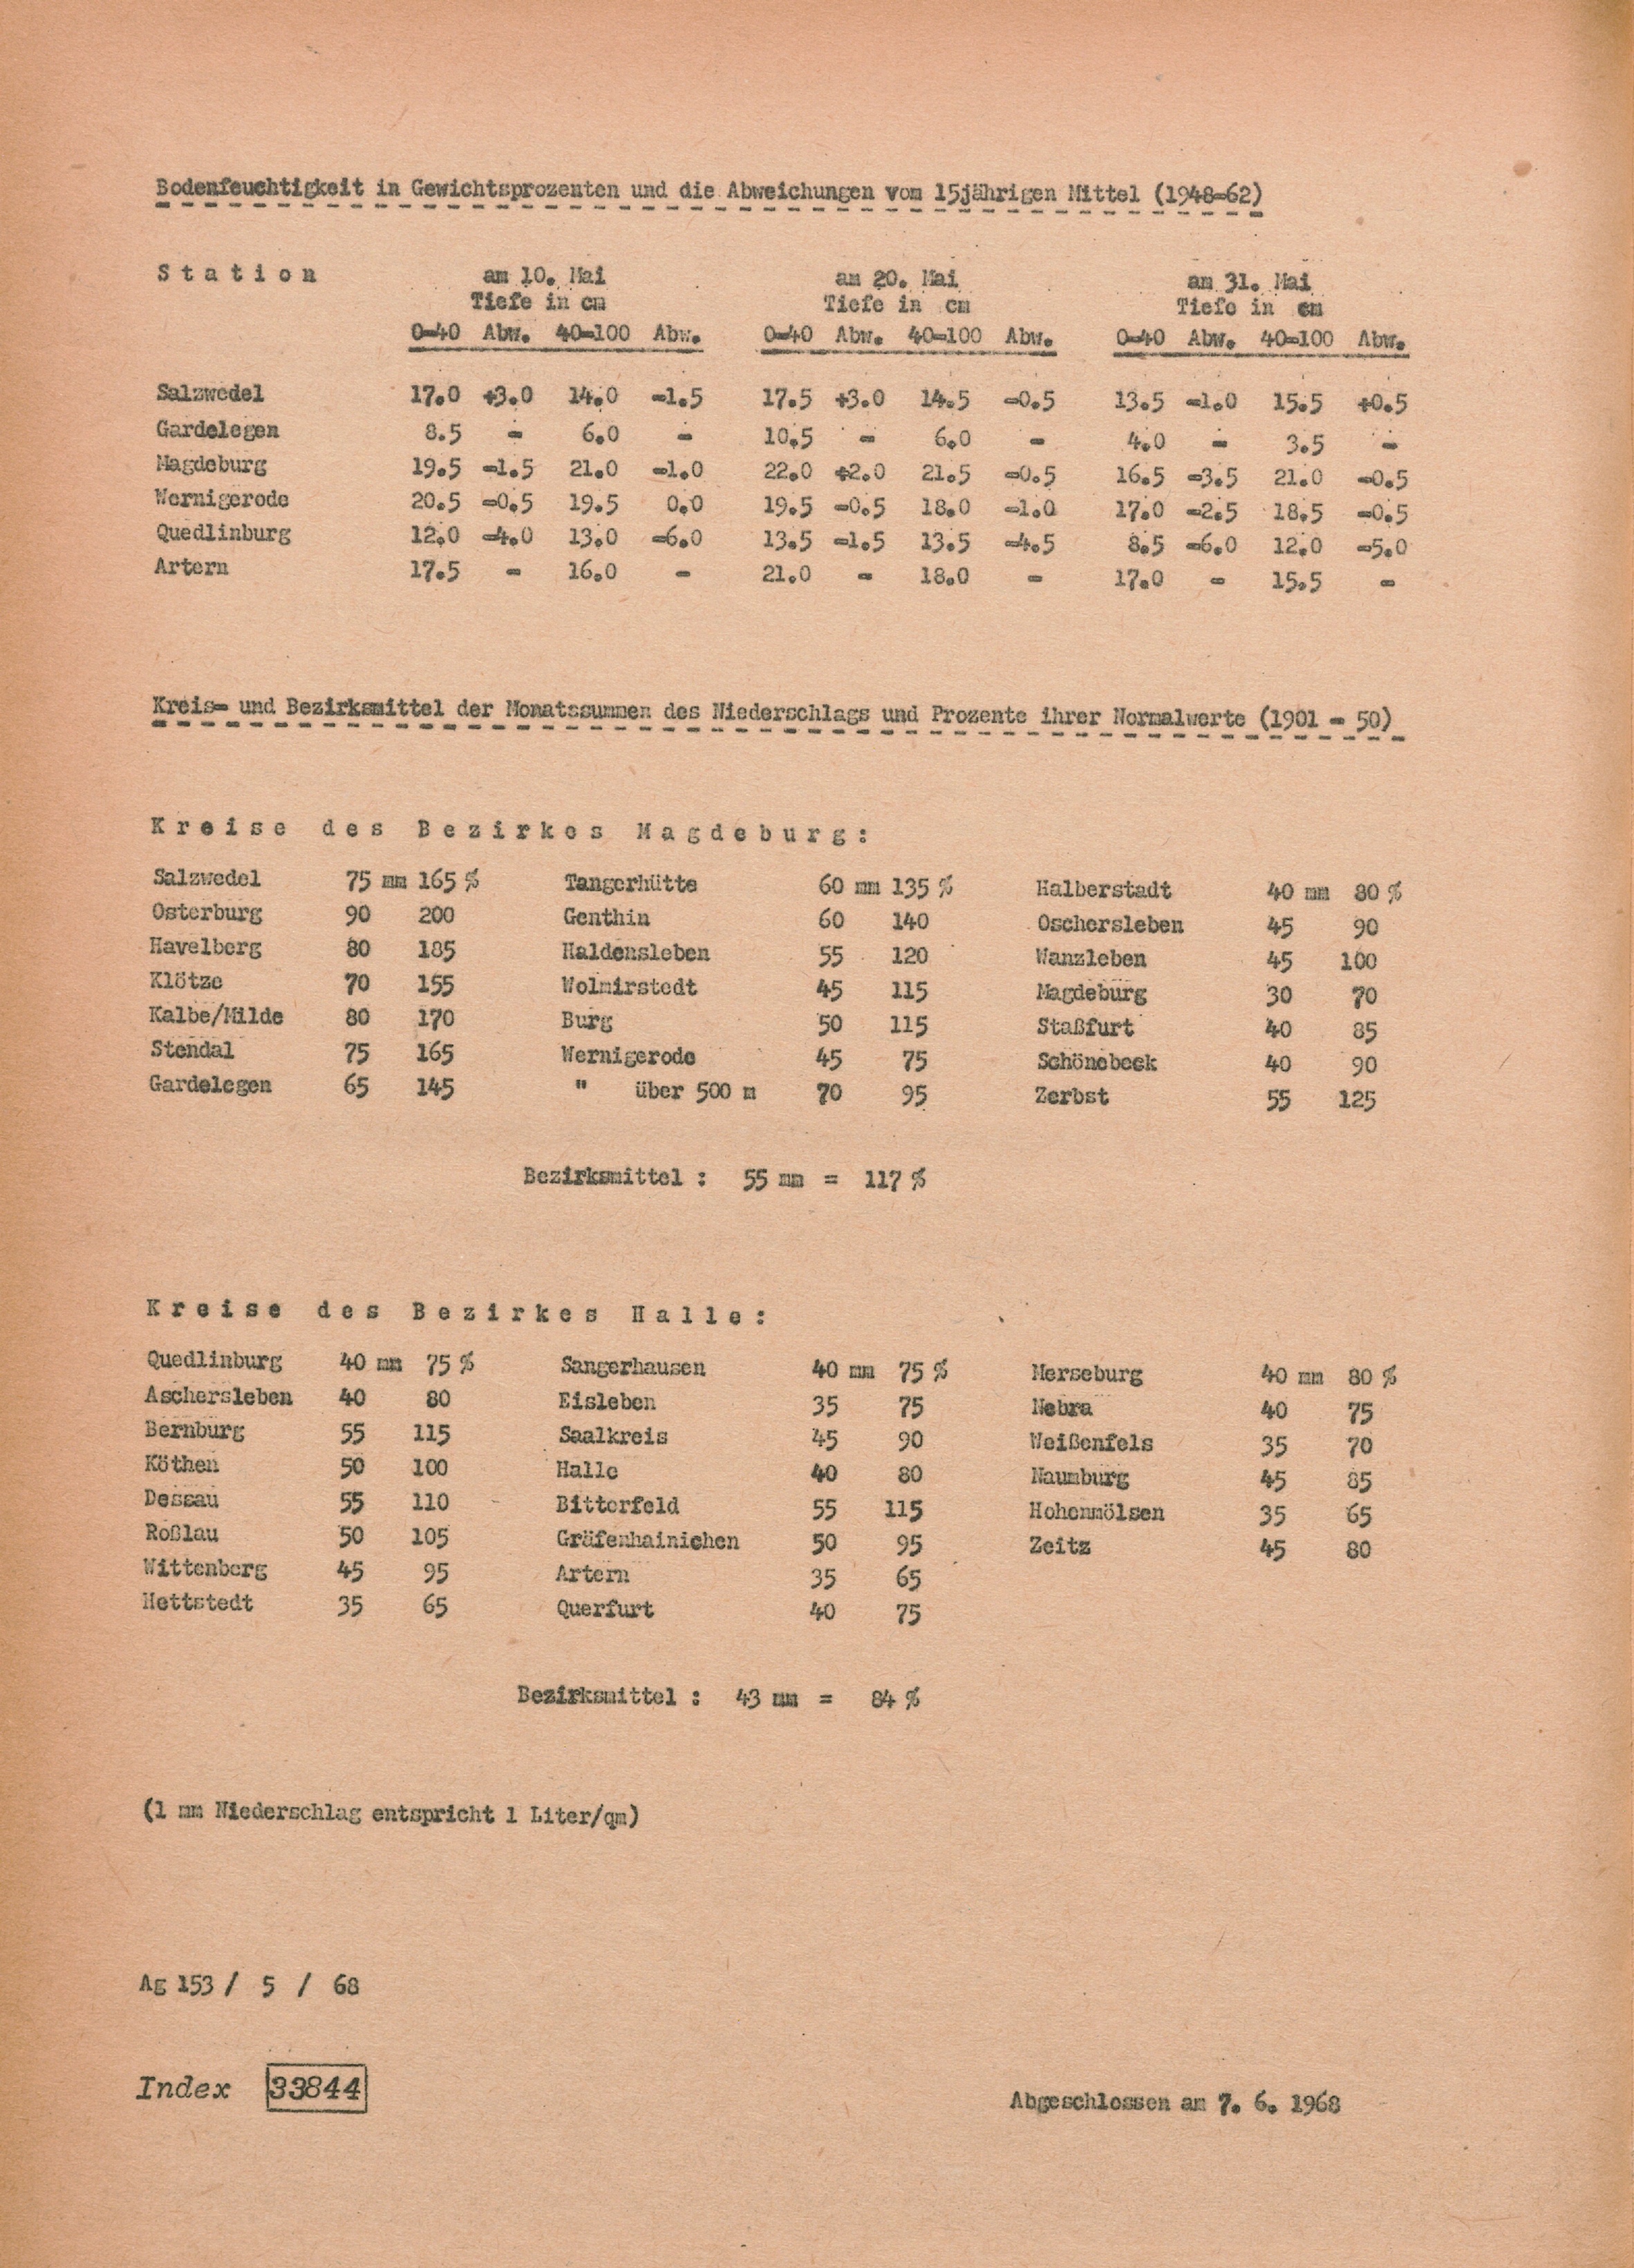 Bodenfeuchtigkeit in Gewichtsprozenten und die Abweichungen vom 15jährigen Mittel (1948-62)
Station am 10. Mai am 20. Mai am 31. Mai
Tiefe in cm Tiefe in cm Tiefe in cm
0-40 Abw. 40-100 Abw. 0-40 Abw. 40-100 Abw. 0-40 Abw. 40-100 Abw.
Salzwedel 17.0 +3.0 14.0 -1.5 17.5 +3.0 14.5 -0.5 13.5 -1.0 15.5 +0.5
Gardelegen 8.5 - 6.0 - 10.5 - 6.0 - 4.0 - 3.5 -
Magdeburg 19.5 -1.5 21.0 -1.0 22.0 +2.0 21.5 -0.5 16.5 -3.5 21.0 -0.5
Wernigerode 20.5 -0.5 19.5 0.0 19.5 -0.5 18.0 -1.0 17.0 -2.5 18.5 -0.5
Quedlinburg 12.0 -4.0 13.0 -6.0 13.5 -1.5 13.5 -4.5 8.5 -6.0 12.0 -5.0
Artern 17.5 - 16.0 - 21.0 - 18.0 - 17.0 - 15.5 -
Kreis- und Bezirksmittel der Monatssummen des Niederschlags und Prozente ihrer Normalwerte (1901 - 50)
Kreise des Bezirkes Magdeburg:
Salzwedel 75 mm 165 % Tangerhütte 60 mm 135 % Halberstadt 40 mm 80 %
Osterburg 90 200 Genthin 60 140 Oschersleben 45 90
Havelberg 80 185 Haldensleben 55 120 Wanzleben 45 100
Klötze 70 155 Wolmirstedt 45 115 Magdeburg 30 70
Kalbe/Milde 80 170 Burg 50 115 Staßfurt 40 85
Stendal 75 165 Wernigerode 45 75 Schönebeck 40 90
Gardelegen 65 145 " über 500 m 70 95 Zerbst 55 125
Bezirksmittel : 55 mm = 117 %
Kreise des Bezirkes Halle:
Quedlinburg 40 mm 75 % Sangerhausen 40 mm 75 % Merseburg 40 mm 80 %
Aschersleben 40 80 Eisleben 35 75 Nebra 40 75
Bernburg 55 115 Saalkreis 45 90 Weißenfels 35 70
Köthen 50 100 Halle 40 80 Naumburg 45 85
Dessau 55 110 Bitterfeld 55 115 Hohenmölsen 35 65
Roßlau 50 105 Gräfenhainichen 50 95 Zeitz 45 80
Wittenberg 45 95 Artern 35 65
Hettstedt 35 65 Querfurt 40 75
Bezirksmittel : 43 mm = 84 %
(1 mm Niederschlag entspricht 1 Liter/qm)
Ag 153 / 5 / 68
Index 33844
Abgeschlossen am 7. 6. 1968